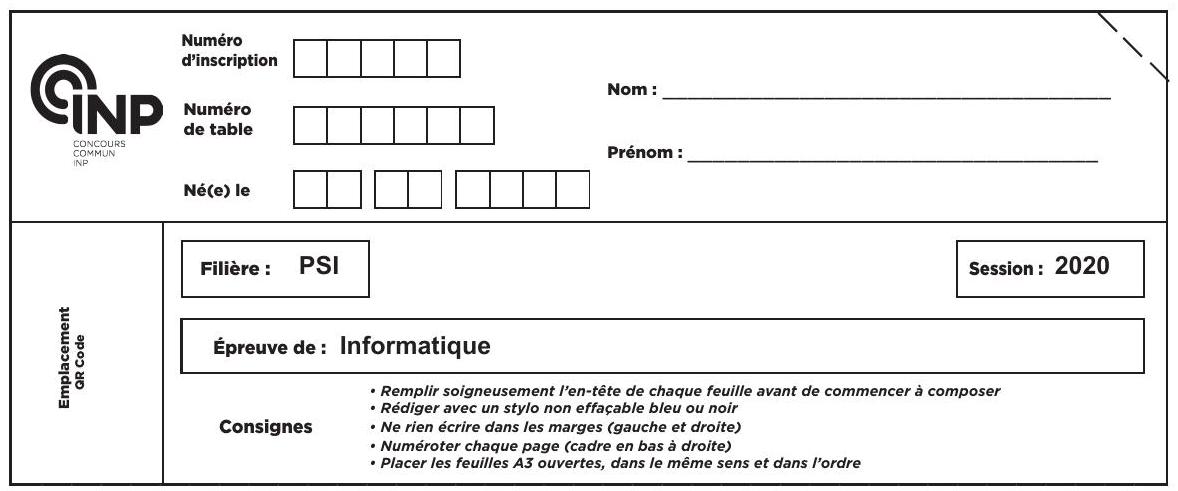 Numéro
d'inscription
Numéro
de table
Né(e) le
Nom : ________________________________
Prénom : ________________________________
INP
CONCOURS
COMMUN
INP
Emplacement
QR Code
Filière : PSI
Session : 2020
Épreuve de : Informatique
Consignes
• Remplir soigneusement l'en-tête de chaque feuille avant de commencer à composer
• Rédiger avec un stylo non effaçable bleu ou noir
• Ne rien écrire dans les marges (gauche et droite)
• Numéroter chaque page (cadre en bas à droite)
• Placer les feuilles A3 ouvertes, dans le même sens et dans l'ordre